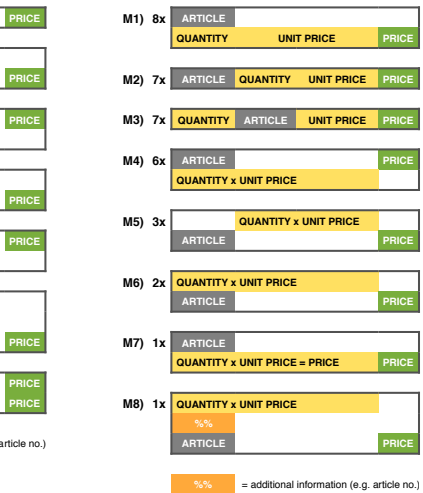 PRICE
PRICE
PRICE
PRICE
PRICE
PRICE
PRICE
PRICE
article no.)
M1) 8x ARTICLE
QUANTITY UNIT PRICE PRICE
M2) 7x ARTICLE QUANTITY UNIT PRICE PRICE
M3) 7x QUANTITY ARTICLE UNIT PRICE PRICE
M4) 6x ARTICLE PRICE
QUANTITY x UNIT PRICE
M5) 3x QUANTITY x UNIT PRICE
ARTICLE PRICE
M6) 2x QUANTITY x UNIT PRICE
ARTICLE PRICE
M7) 1x ARTICLE
QUANTITY x UNIT PRICE = PRICE PRICE
M8) 1x QUANTITY x UNIT PRICE
%%
ARTICLE PRICE
%% = additional information (e.g. article no.)